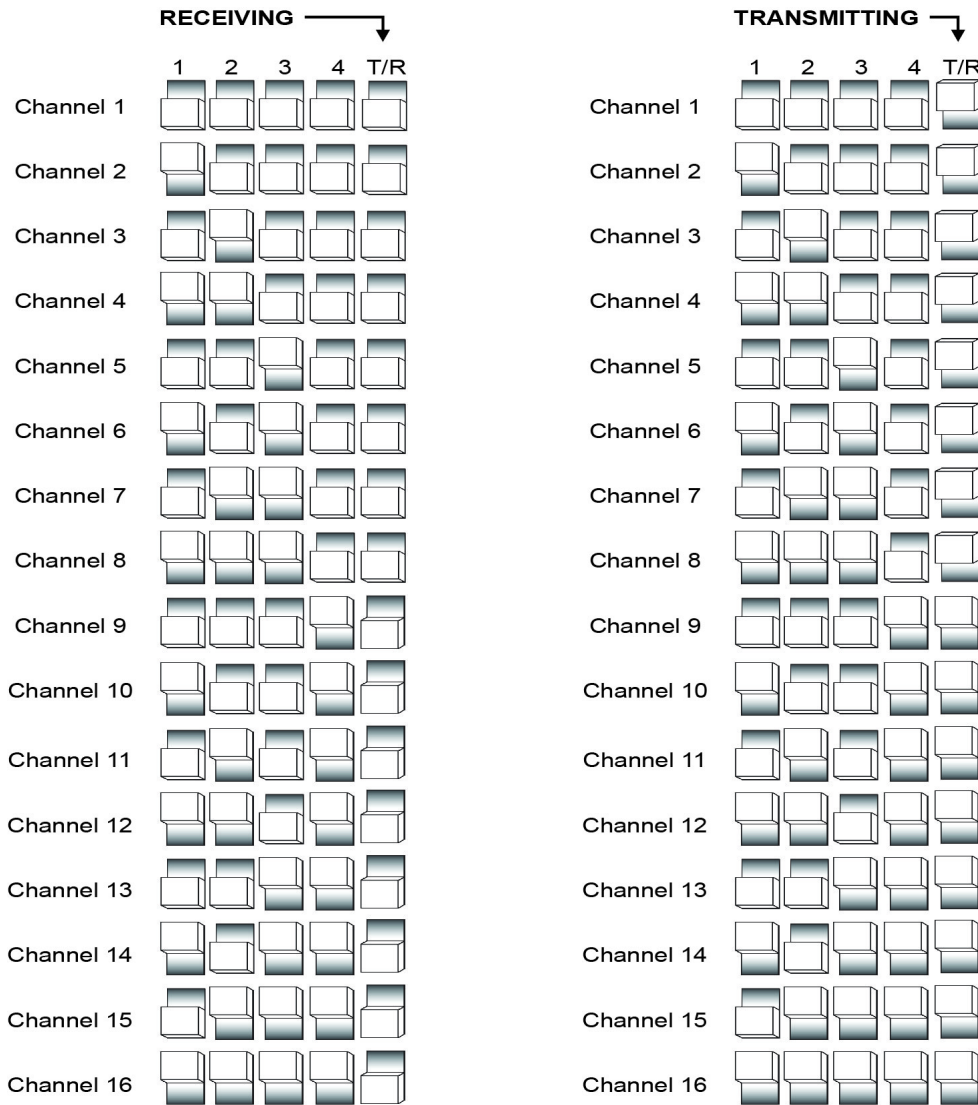 RECEIVING
1 2 3 4 T/R
Channel 1
Channel 2
Channel 3
Channel 4
Channel 5
Channel 6
Channel 7
Channel 8
Channel 9
Channel 10
Channel 11
Channel 12
Channel 13
Channel 14
Channel 15
Channel 16
TRANSMITTING
1 2 3 4 T/R
Channel 1
Channel 2
Channel 3
Channel 4
Channel 5
Channel 6
Channel 7
Channel 8
Channel 9
Channel 10
Channel 11
Channel 12
Channel 13
Channel 14
Channel 15
Channel 16